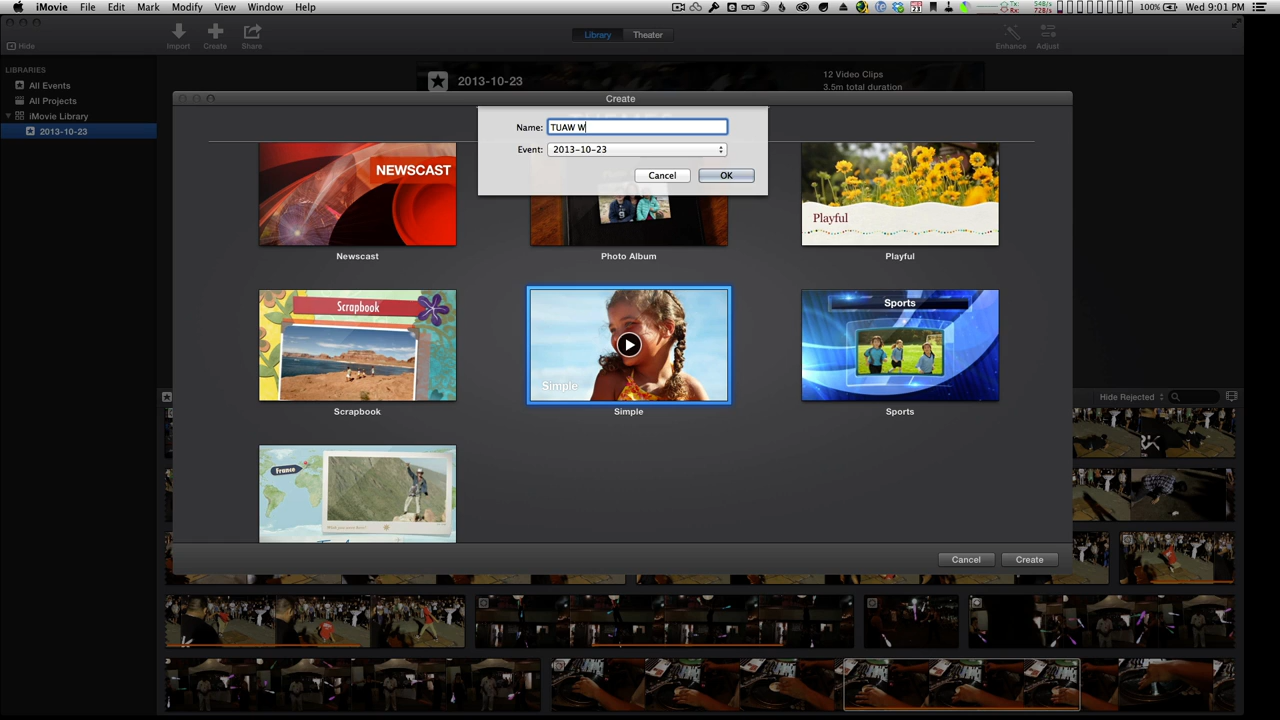 iMovie File Edit Mark Modify View Window Help
100% Wed 9:01 PM
Hide
Import
Create
Share
Library
Theater
Enhance
Adjust
LIBRARIES
All Events
All Projects
iMovie Library
2013-10-23
2013-10-23
12 Video Clips
3.5m total duration
Create
Name: TUAW W
Event: 2013-10-23
Cancel
OK
NEWSCAST
Playful
Newscast
Photo Album
Playful
Scrapbook
Simple
Sports
Scrapbook
Simple
Sports
France
Hide Rejected
Cancel
Create